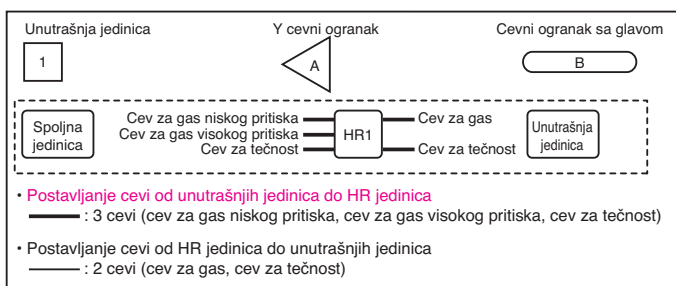 Unutrašnja jedinica
Y cevni ogranak
Cevni ogranak sa glavom
1
A
B
Spoljna
jedinica
Cev za gas niskog pritiska
Cev za gas visokog pritiska
Cev za tečnost
HR1
Cev za gas
Cev za tečnost
Unutrašnja
jedinica
• Postavljanje cevi od unutrašnjih jedinica do HR jedinica
: 3 cevi (cev za gas niskog pritiska, cev za gas visokog pritiska, cev za tečnost)
• Postavljanje cevi od HR jedinica do unutrašnjih jedinica
: 2 cevi (cev za gas, cev za tečnost)